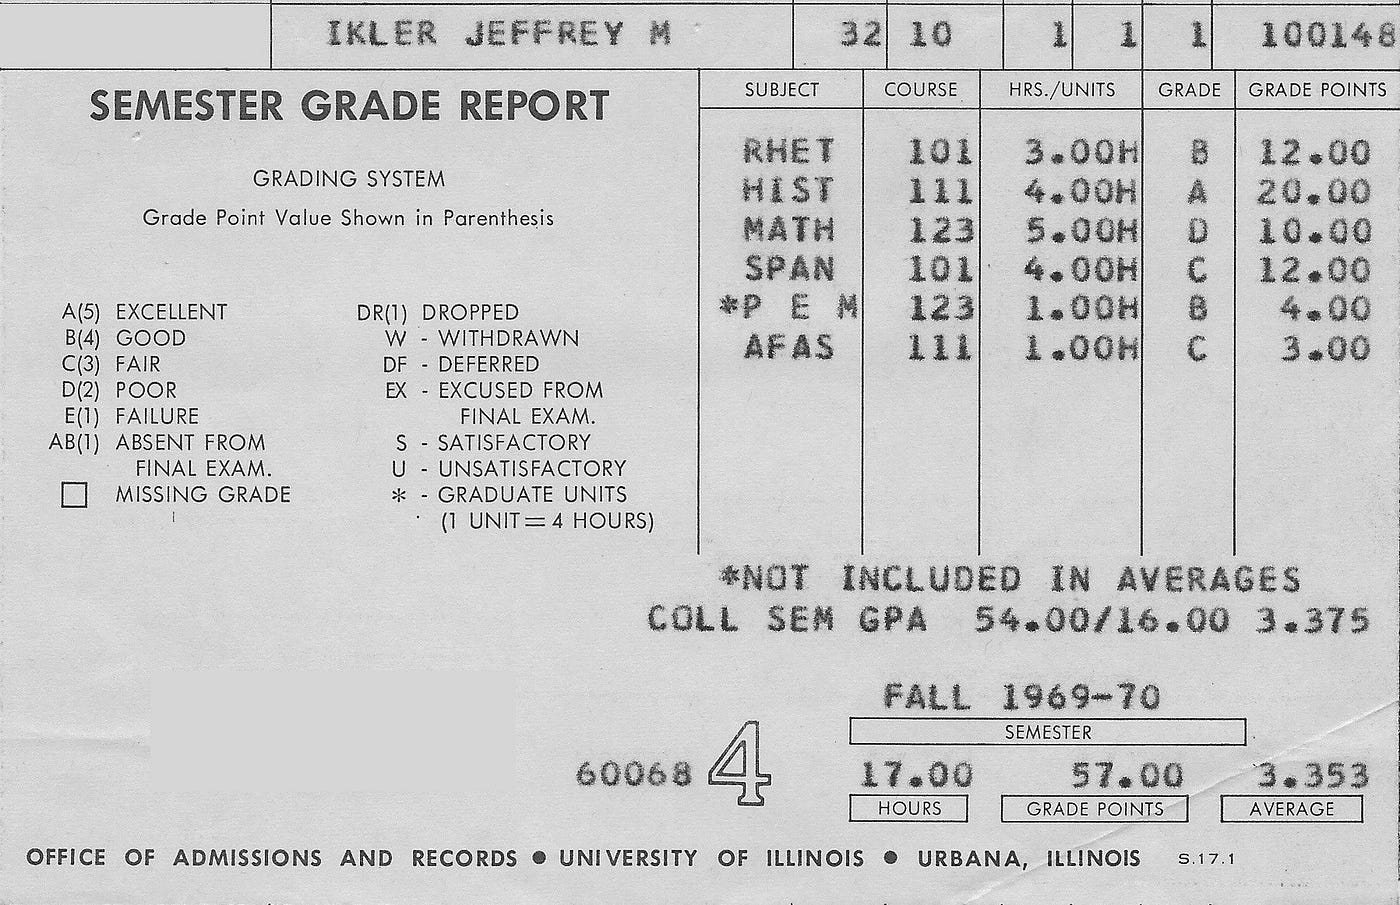 IKLER JEFFREY M 32 10 1 1 1 100148
SEMESTER GRADE REPORT
GRADING SYSTEM
Grade Point Value Shown in Parenthesis
A(5) EXCELLENT
B(4) GOOD
C(3) FAIR
D(2) POOR
E(1) FAILURE
AB(1) ABSENT FROM
FINAL EXAM.
MISSING GRADE
DR(1) DROPPED
W - WITHDRAWN
DF - DEFERRED
EX - EXCUSED FROM
FINAL EXAM.
S - SATISFACTORY
U - UNSATISFACTORY
* - GRADUATE UNITS
(1 UNIT = 4 HOURS)
SUBJECT COURSE HRS./UNITS GRADE GRADE POINTS
RHET 101 3.00H B 12.00
HIST 111 4.00H A 20.00
MATH 123 5.00H D 10.00
SPAN 101 4.00H C 12.00
*P E M 123 1.00H B 4.00
AFAS 111 1.00H C 3.00
*NOT INCLUDED IN AVERAGES
COLL SEM GPA 54.00/16.00 3.375
FALL 1969-70
SEMESTER
60068 4 17.00 57.00 3.353
HOURS GRADE POINTS AVERAGE
OFFICE OF ADMISSIONS AND RECORDS ● UNIVERSITY OF ILLINOIS ● URBANA, ILLINOIS S.17.1